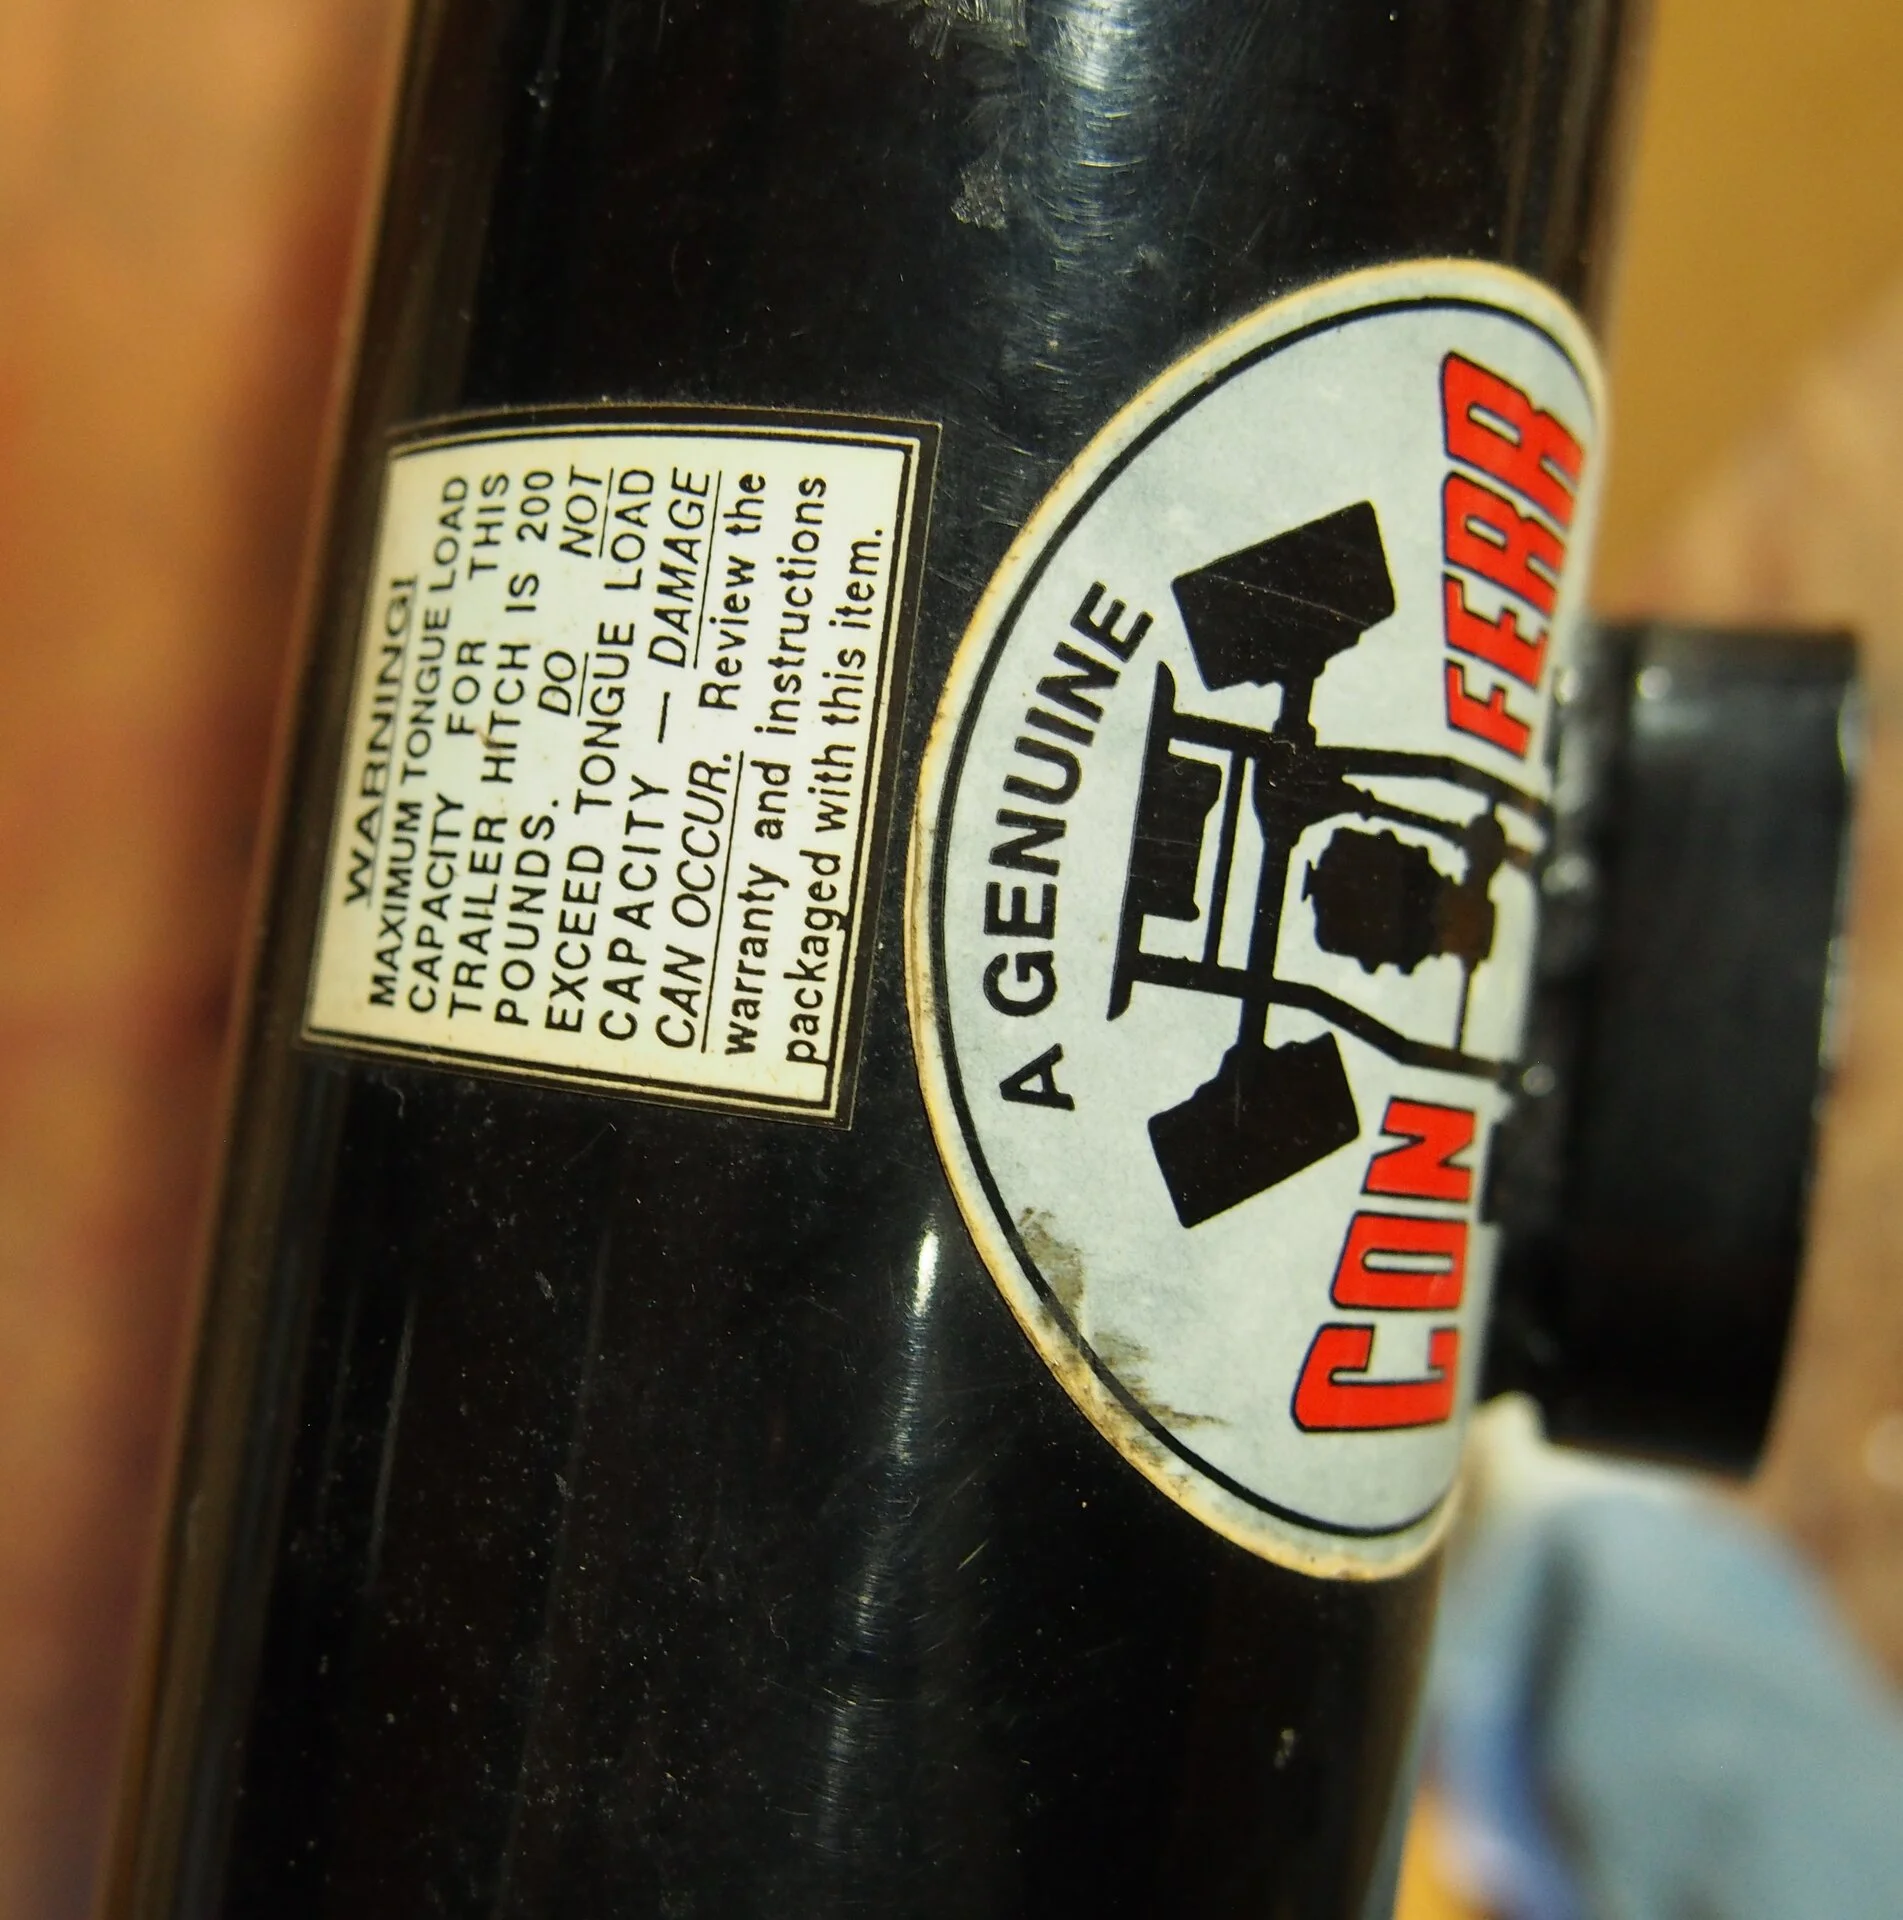 WARNING!
MAXIMUM TONGUE LOAD
CAPACITY FOR THIS
TRAILER HITCH IS 200
POUNDS. DO NOT
EXCEED TONGUE LOAD
CAPACITY — DAMAGE
CAN OCCUR. Review the
warranty and instructions
packaged with this item.
A GENUINE
CON FERR